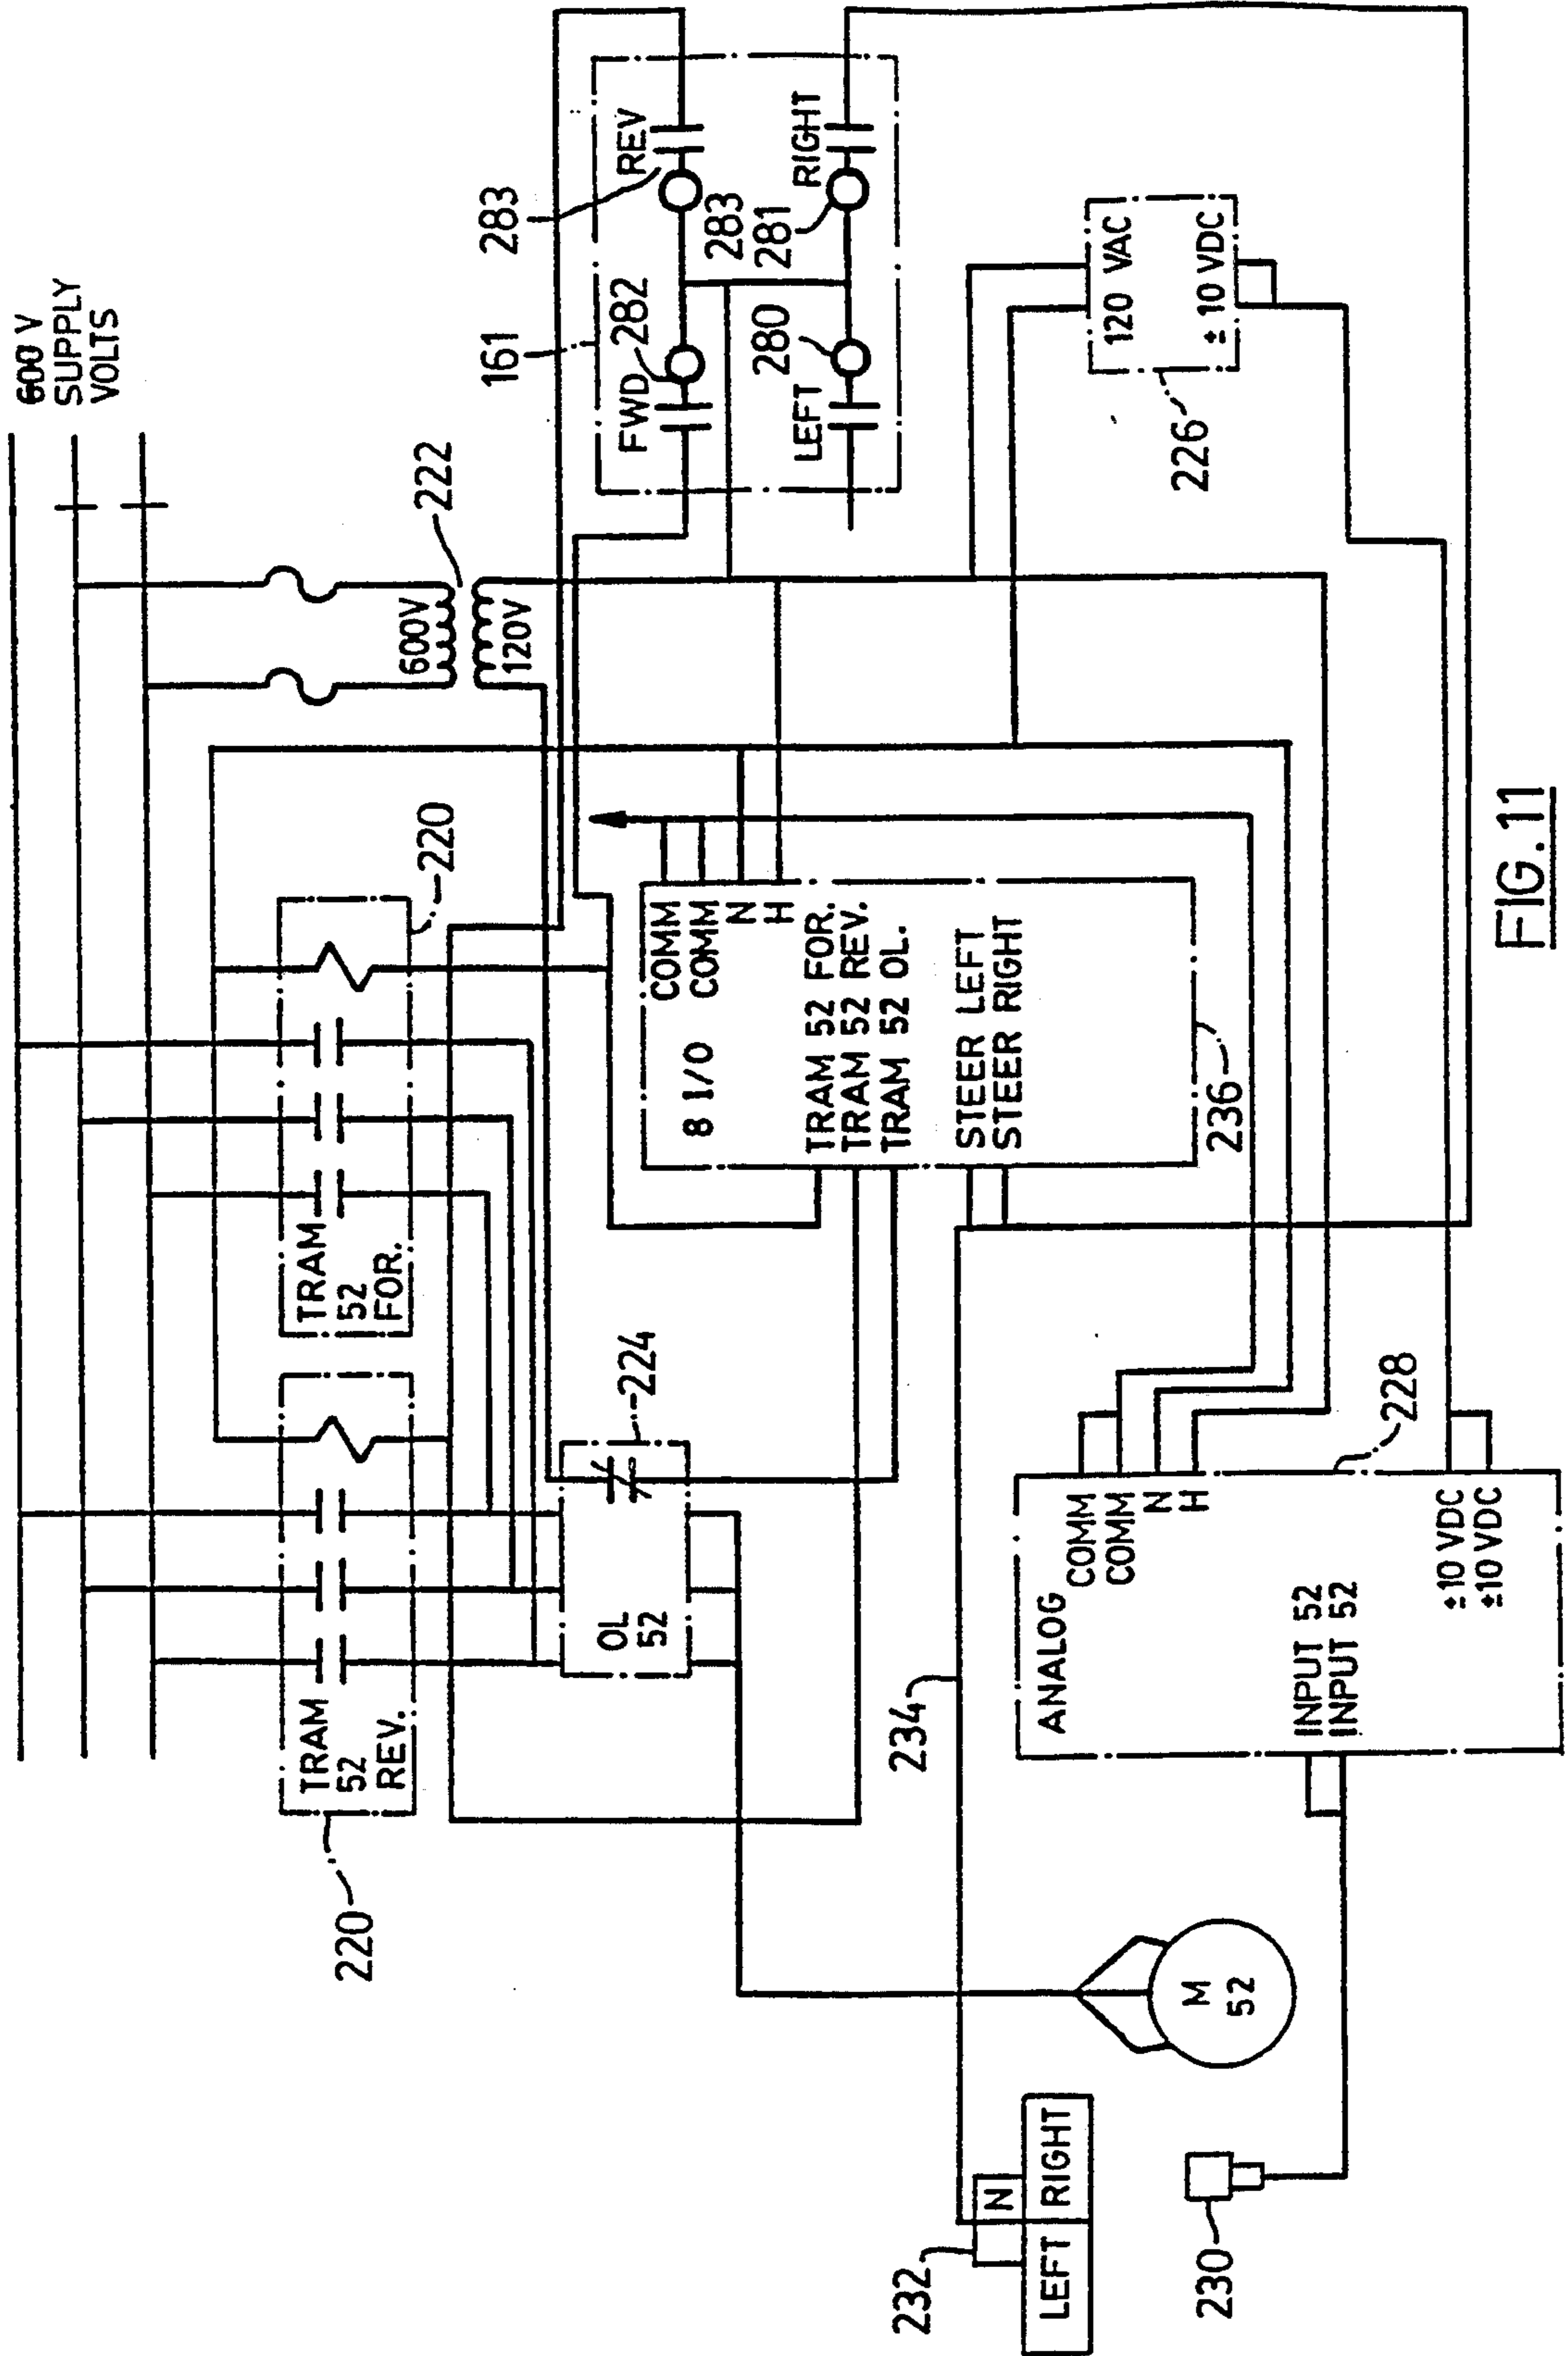 600 V
SUPPLY
VOLTS
TRAM
52
REV.
220
TRAM
52
FOR.
220
600V
120V
222
161
FWD
282
REV
283
283
LEFT
280
RIGHT
281
OL
52
224
8 I/O
COMM
COMM
N
H
TRAM 52 FOR.
TRAM 52 REV.
TRAM 52 OL.
STEER LEFT
STEER RIGHT
236
120 VAC
± 10 VDC
226
234
ANALOG
COMM
COMM
N
H
INPUT 52
INPUT 52
±10 VDC
±10 VDC
228
232
N
LEFT
RIGHT
M
52
230
FIG. 11